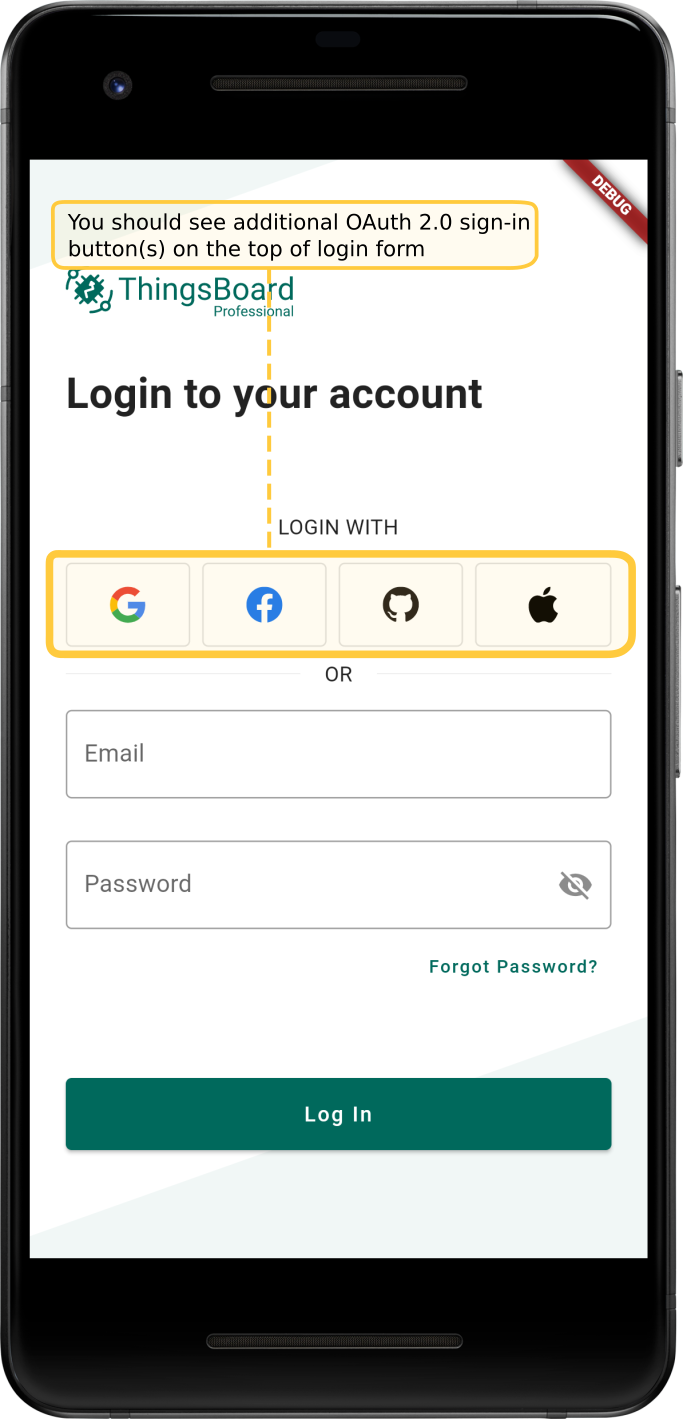 DEBUG
You should see additional OAuth 2.0 sign-in
button(s) on the top of login form
ThingsBoard
Professional
Login to your account
LOGIN WITH
OR
Email
Password
Forgot Password?
Log In